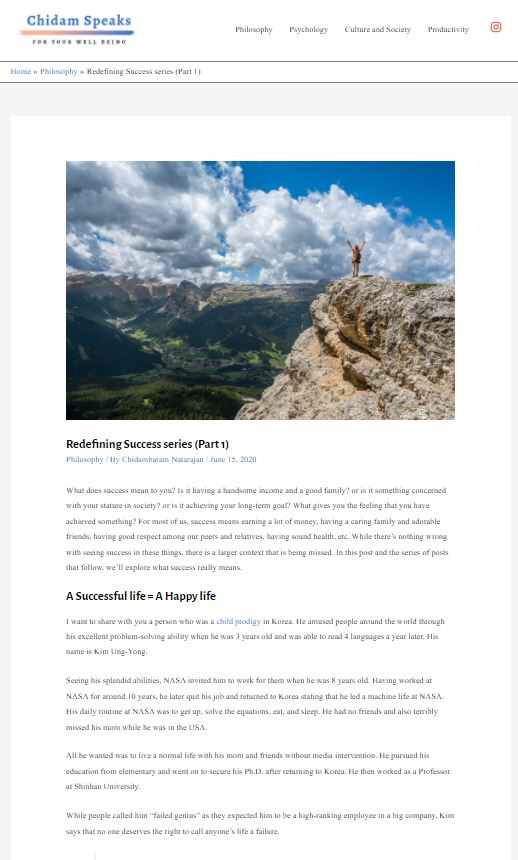 Chidam Speaks
FOR YOUR WELL BEING
Philosophy Psychology Culture and Society Productivity
Home » Philosophy » Redefining Success series (Part 1)
Redefining Success series (Part 1)
Philosophy / By Chidambaram Natarajan / June 15, 2020
What does success mean to you? Is it having a handsome income and a good family? or is it something concerned
with your stature in society? or is it achieving your long-term goal? What gives you the feeling that you have
achieved something? For most of us, success means earning a lot of money, having a caring family and adorable
friends, having good respect among our peers and relatives, having sound health, etc. While there's nothing wrong
with seeing success in these things, there is a larger context that is being missed. In this post and the series of posts
that follow, we'll explore what success really means.
A Successful life = A Happy life
I want to share with you a person who was a child prodigy in Korea. He amused people around the world through
his excellent problem-solving ability when he was 3 years old and was able to read 4 languages a year later. His
name is Kim Ung-Yong.
Seeing his splendid abilities, NASA invited him to work for them when he was 8 years old. Having worked at
NASA for around 10 years, he later quit his job and returned to Korea stating that he led a machine life at NASA.
His daily routine at NASA was to get up, solve the equations, eat, and sleep. He had no friends and also terribly
missed his mom while he was in the USA.
All he wanted was to live a normal life with his mom and friends without media intervention. He pursued his
education from elementary and went on to secure his Ph.D. after returning to Korea. He then worked as a Professor
at Shinhan University.
While people called him “failed genius” as they expected him to be a high-ranking employee in a big company, Kim
says that no one deserves the right to call anyone's life a failure.